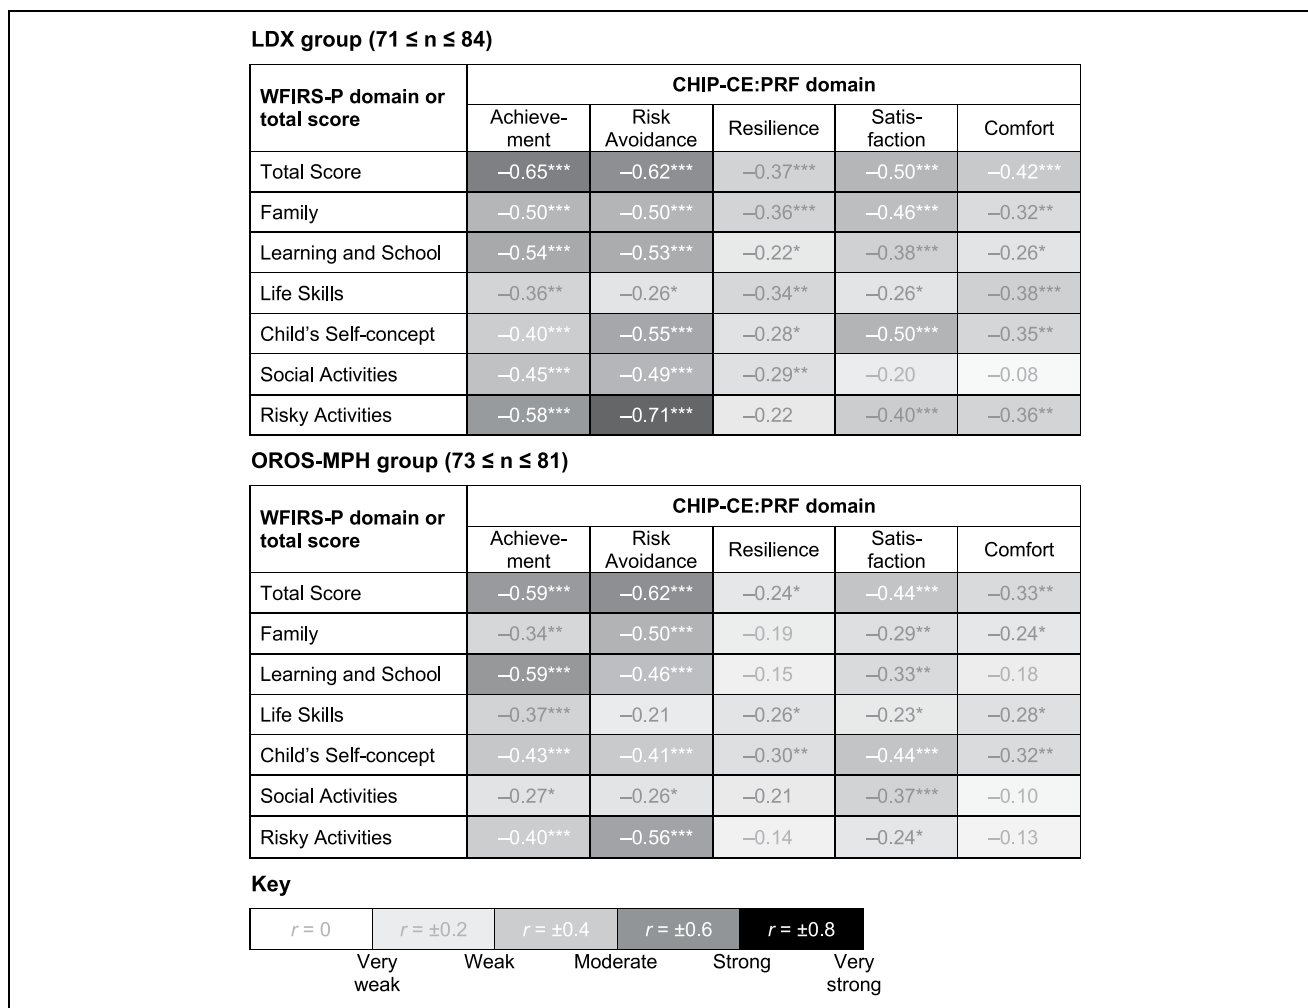 LDX group (71 ≤ n ≤ 84)
WFIRS-P domain or total score CHIP-CE:PRF domain
Achieve-ment Risk Avoidance Resilience Satis-faction Comfort
Total Score –0.65*** –0.62*** –0.37*** –0.50*** –0.42***
Family –0.50*** –0.50*** –0.36*** –0.46*** –0.32**
Learning and School –0.54*** –0.53*** –0.22* –0.38*** –0.26*
Life Skills –0.36** –0.26* –0.34** –0.26* –0.38***
Child’s Self-concept –0.40*** –0.55*** –0.28* –0.50*** –0.35**
Social Activities –0.45*** –0.49*** –0.29** –0.20 –0.08
Risky Activities –0.58*** –0.71*** –0.22 –0.40*** –0.36**
OROS-MPH group (73 ≤ n ≤ 81)
WFIRS-P domain or total score CHIP-CE:PRF domain
Achieve-ment Risk Avoidance Resilience Satis-faction Comfort
Total Score –0.59*** –0.62*** –0.24* –0.44*** –0.33**
Family –0.34** –0.50*** –0.19 –0.29** –0.24*
Learning and School –0.59*** –0.46*** –0.15 –0.33** –0.18
Life Skills –0.37*** –0.21 –0.26* –0.23* –0.28*
Child’s Self-concept –0.43*** –0.41*** –0.30** –0.44*** –0.32**
Social Activities –0.27* –0.26* –0.21 –0.37*** –0.10
Risky Activities –0.40*** –0.56*** –0.14 –0.24* –0.13
Key
r = 0 r = ±0.2 r = ±0.4 r = ±0.6 r = ±0.8
Very weak Weak Moderate Strong Very strong